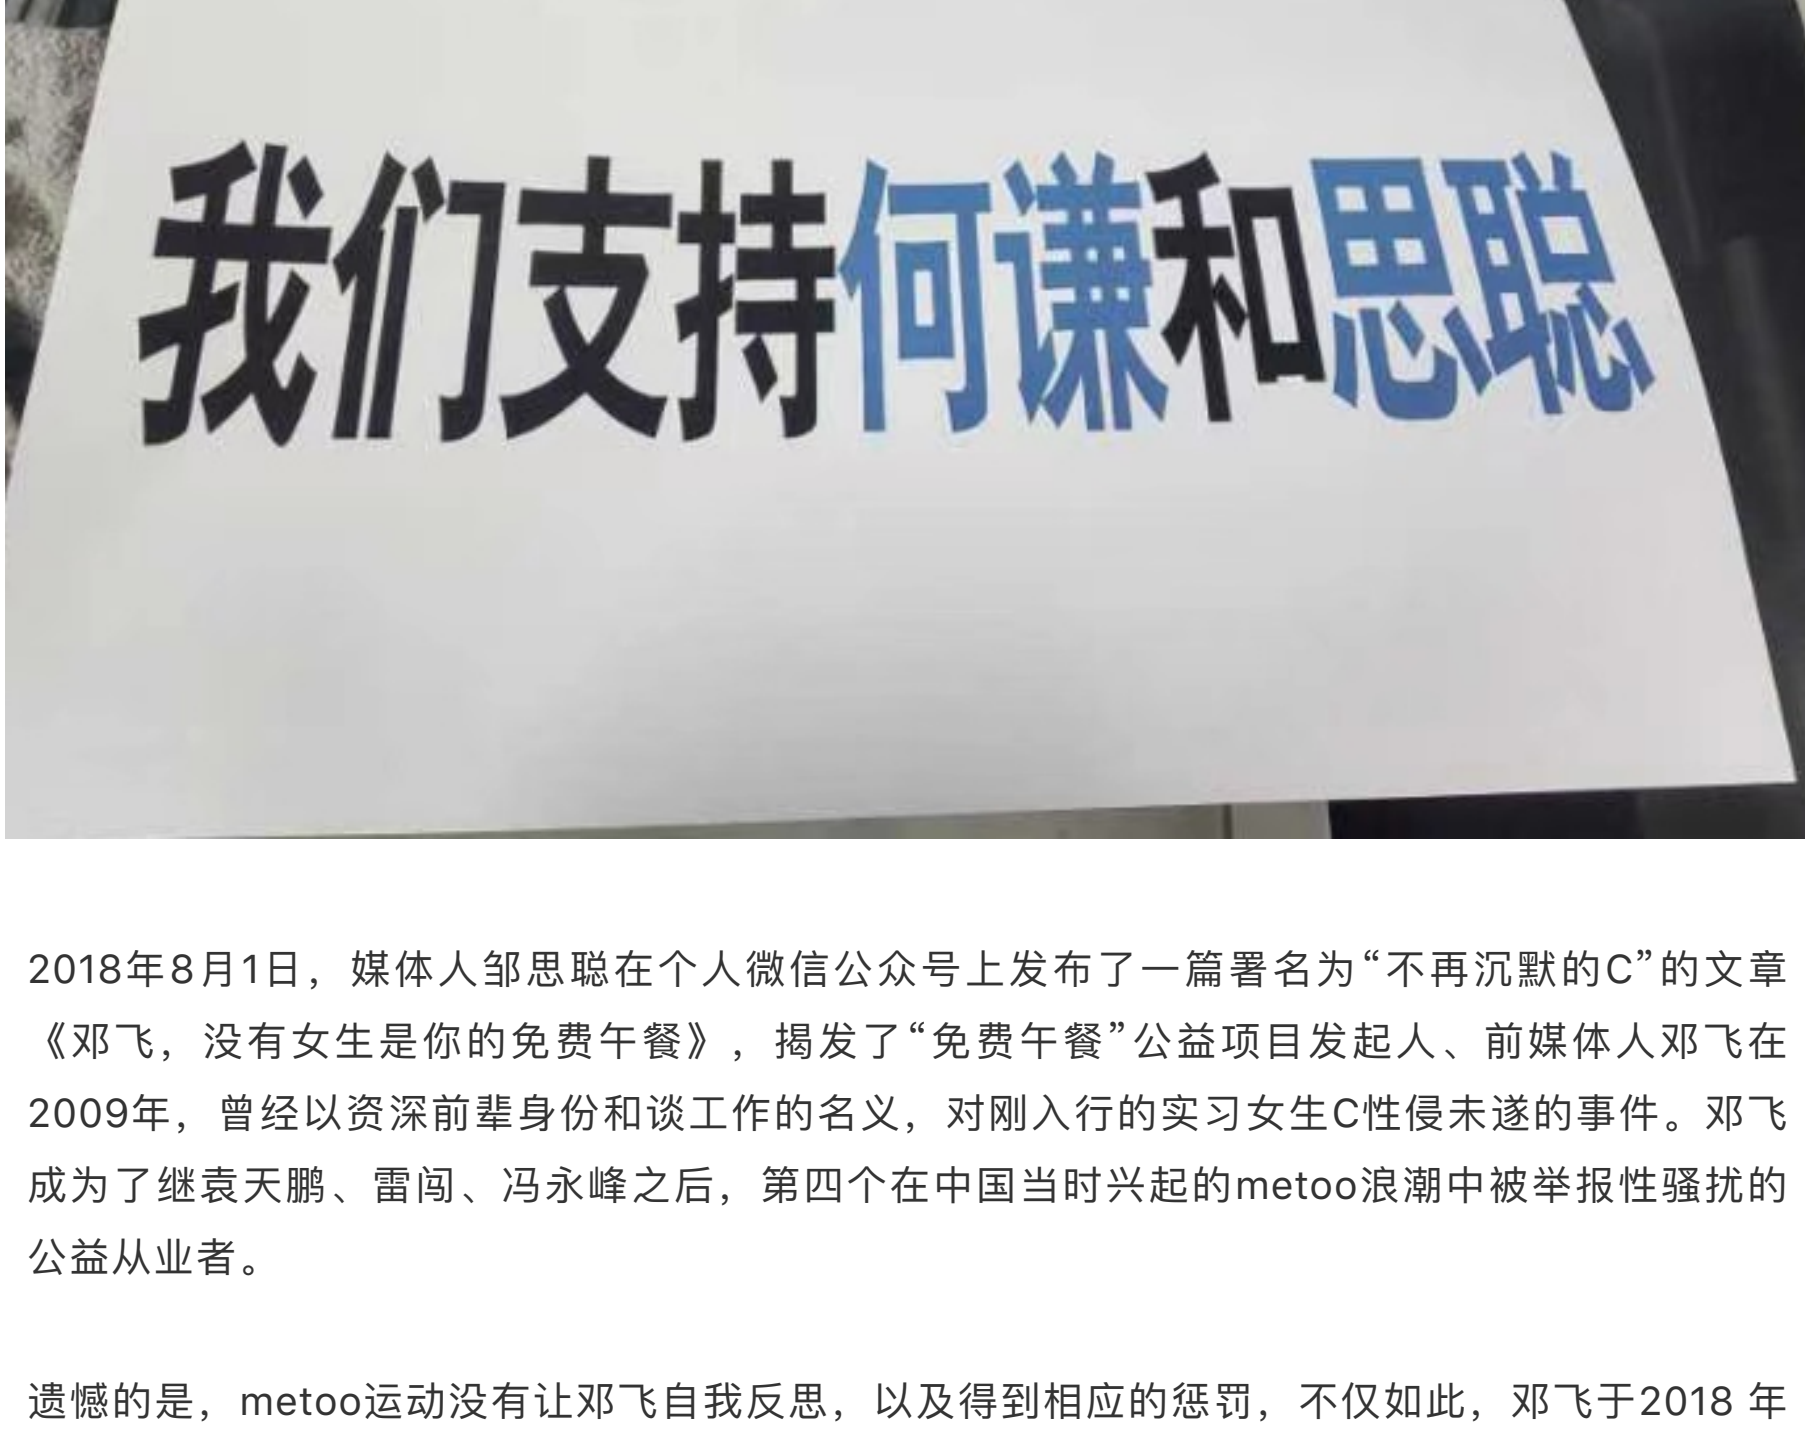 我们支持何谦和思聪
2018年8月1日，媒体人邹思聪在个人微信公众号上发布了一篇署名为“不再沉默的C”的文章
《邓飞，没有女生是你的免费午餐》，揭发了“免费午餐”公益项目发起人、前媒体人邓飞在
2009年，曾经以资深前辈身份和谈工作的名义，对刚入行的实习女生C性侵未遂的事件。邓飞
成为了继袁天鹏、雷闯、冯永峰之后，第四个在中国当时兴起的metoo浪潮中被举报性骚扰的
公益从业者。
遗憾的是，metoo运动没有让邓飞自我反思，以及得到相应的惩罚，不仅如此，邓飞于2018 年